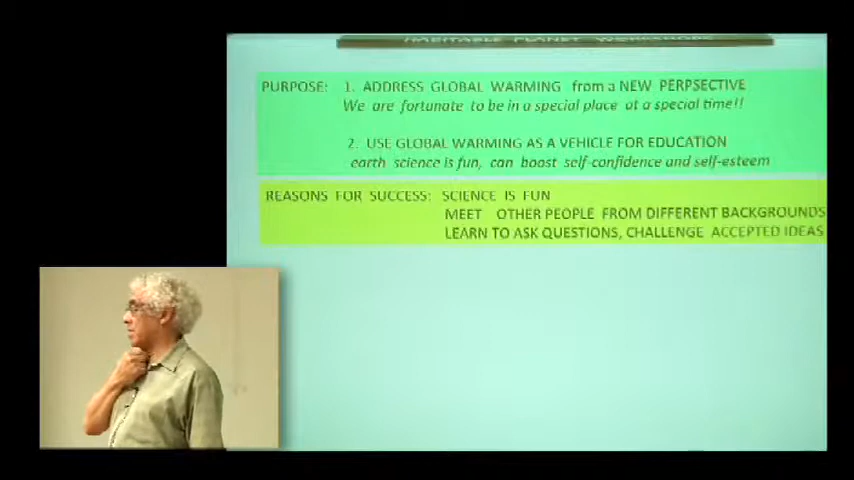 PLANET WORKSHOPS
PURPOSE: 1. ADDRESS GLOBAL WARMING from a NEW PERPSECTIVE
We are fortunate to be in a special place at a special time!!
2. USE GLOBAL WARMING AS A VEHICLE FOR EDUCATION
earth science is fun, can boost self-confidence and self-esteem
REASONS FOR SUCCESS: SCIENCE IS FUN
MEET OTHER PEOPLE FROM DIFFERENT BACKGROUNDS
LEARN TO ASK QUESTIONS, CHALLENGE ACCEPTED IDEAS